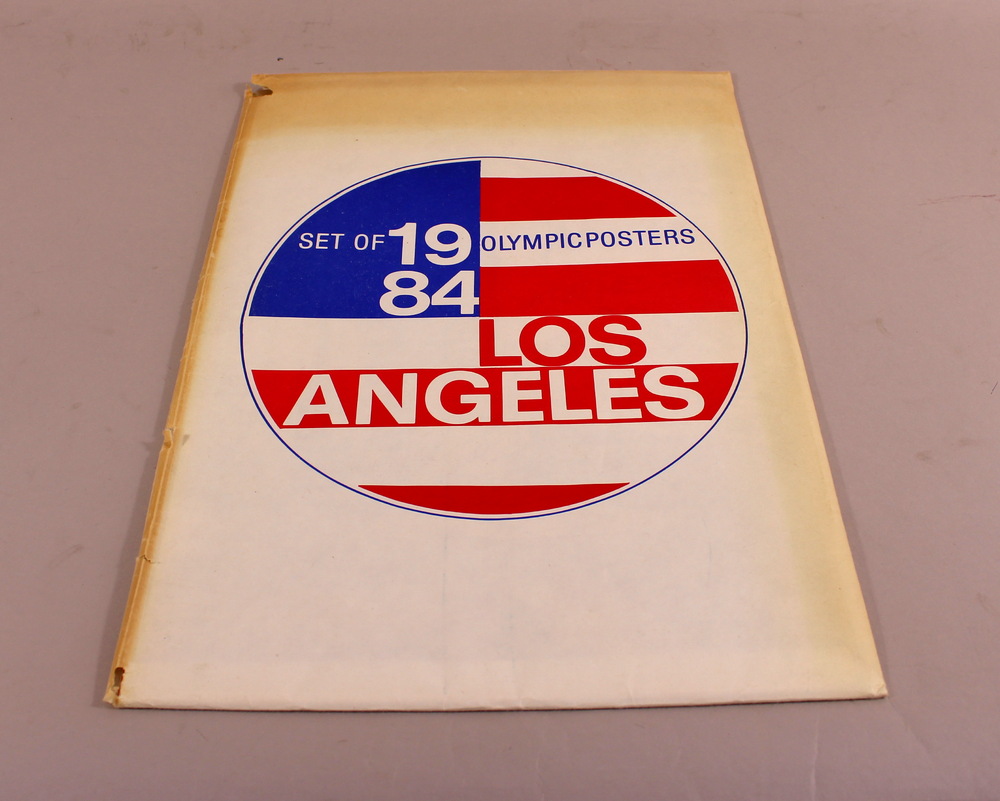 SET OF 19 OLYMPIC POSTERS
84
LOS
ANGELES